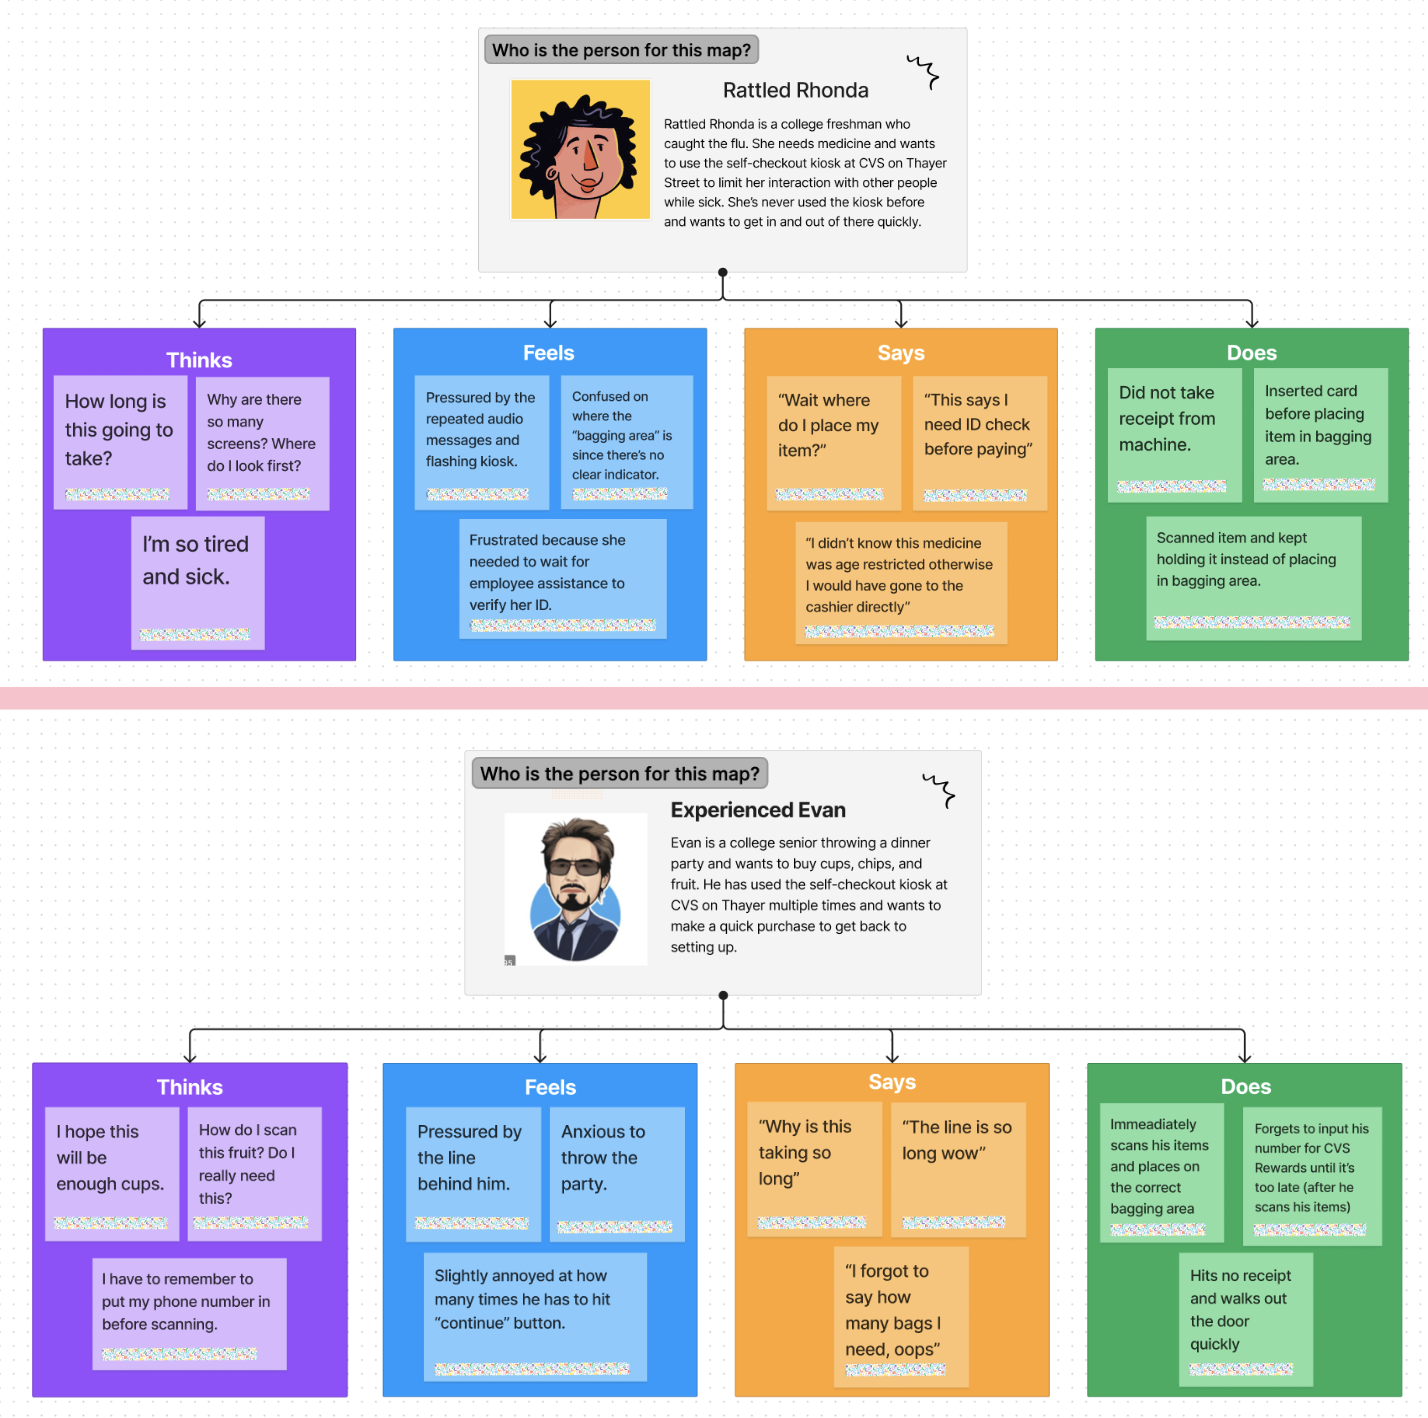 Who is the person for this map?
Rattled Rhonda
Rattled Rhonda is a college freshman who
caught the flu. She needs medicine and wants
to use the self-checkout kiosk at CVS on Thayer
Street to limit her interaction with other people
while sick. She's never used the kiosk before
and wants to get in and out of there quickly.
Thinks
How long is
this going to
take?
Why are there
so many
screens? Where
do I look first?
I'm so tired
and sick.
Feels
Pressured by the
repeated audio
messages and
flashing kiosk.
Confused on
where the
"bagging area" is
since there's no
clear indicator.
Frustrated because she
needed to wait for
employee assistance to
verify her ID.
Says
“Wait where
do I place my
item?”
“This says I
need ID check
before paying”
“I didn’t know this medicine
was age restricted otherwise
I would have gone to the
cashier directly”
Does
Did not take
receipt from
machine.
Inserted card
before placing
item in bagging
area.
Scanned item and kept
holding it instead of placing
in bagging area.
Who is the person for this map?
Experienced Evan
Evan is a college senior throwing a dinner
party and wants to buy cups, chips, and
fruit. He has used the self-checkout kiosk at
CVS on Thayer multiple times and wants to
make a quick purchase to get back to
setting up.
Thinks
I hope this
will be
enough cups.
How do I scan
this fruit? Do I
really need
this?
I have to remember to
put my phone number in
before scanning.
Feels
Pressured by
the line
behind him.
Anxious to
throw the
party.
Slightly annoyed at how
many times he has to hit
“continue” button.
Says
“Why is this
taking so
long”
“The line is so
long wow”
“I forgot to
say how
many bags I
need, oops”
Does
Immeadiately
scans his items
and places on
the correct
bagging area
Forgets to input his
number for CVS
Rewards until it’s
too late (after he
scans his items)
Hits no receipt
and walks out
the door
quickly